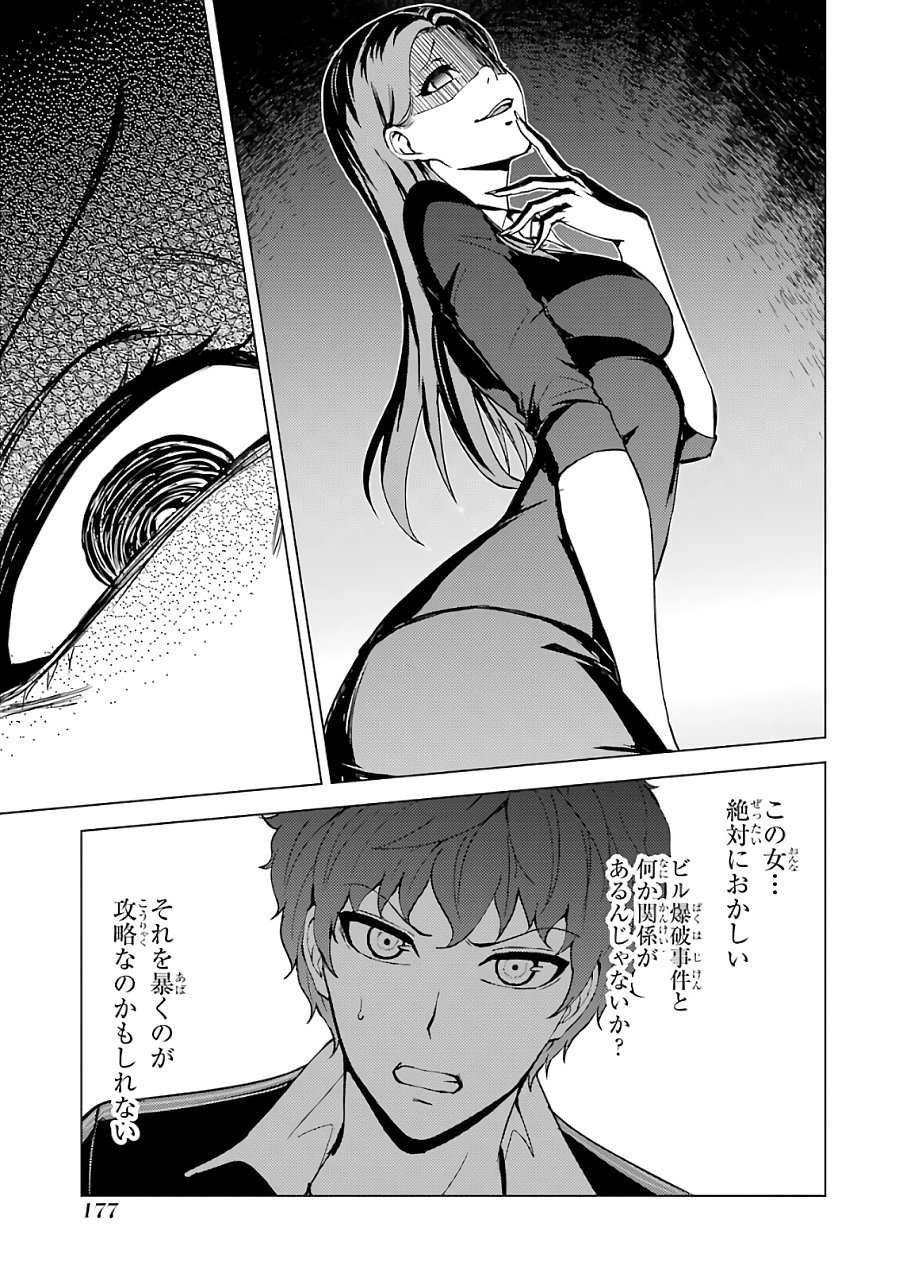 この女…
絶対におかしい
ビル爆破事件と
何か関係が
あるんじゃないか？
それを暴くのが
攻略なのかもしれない
177